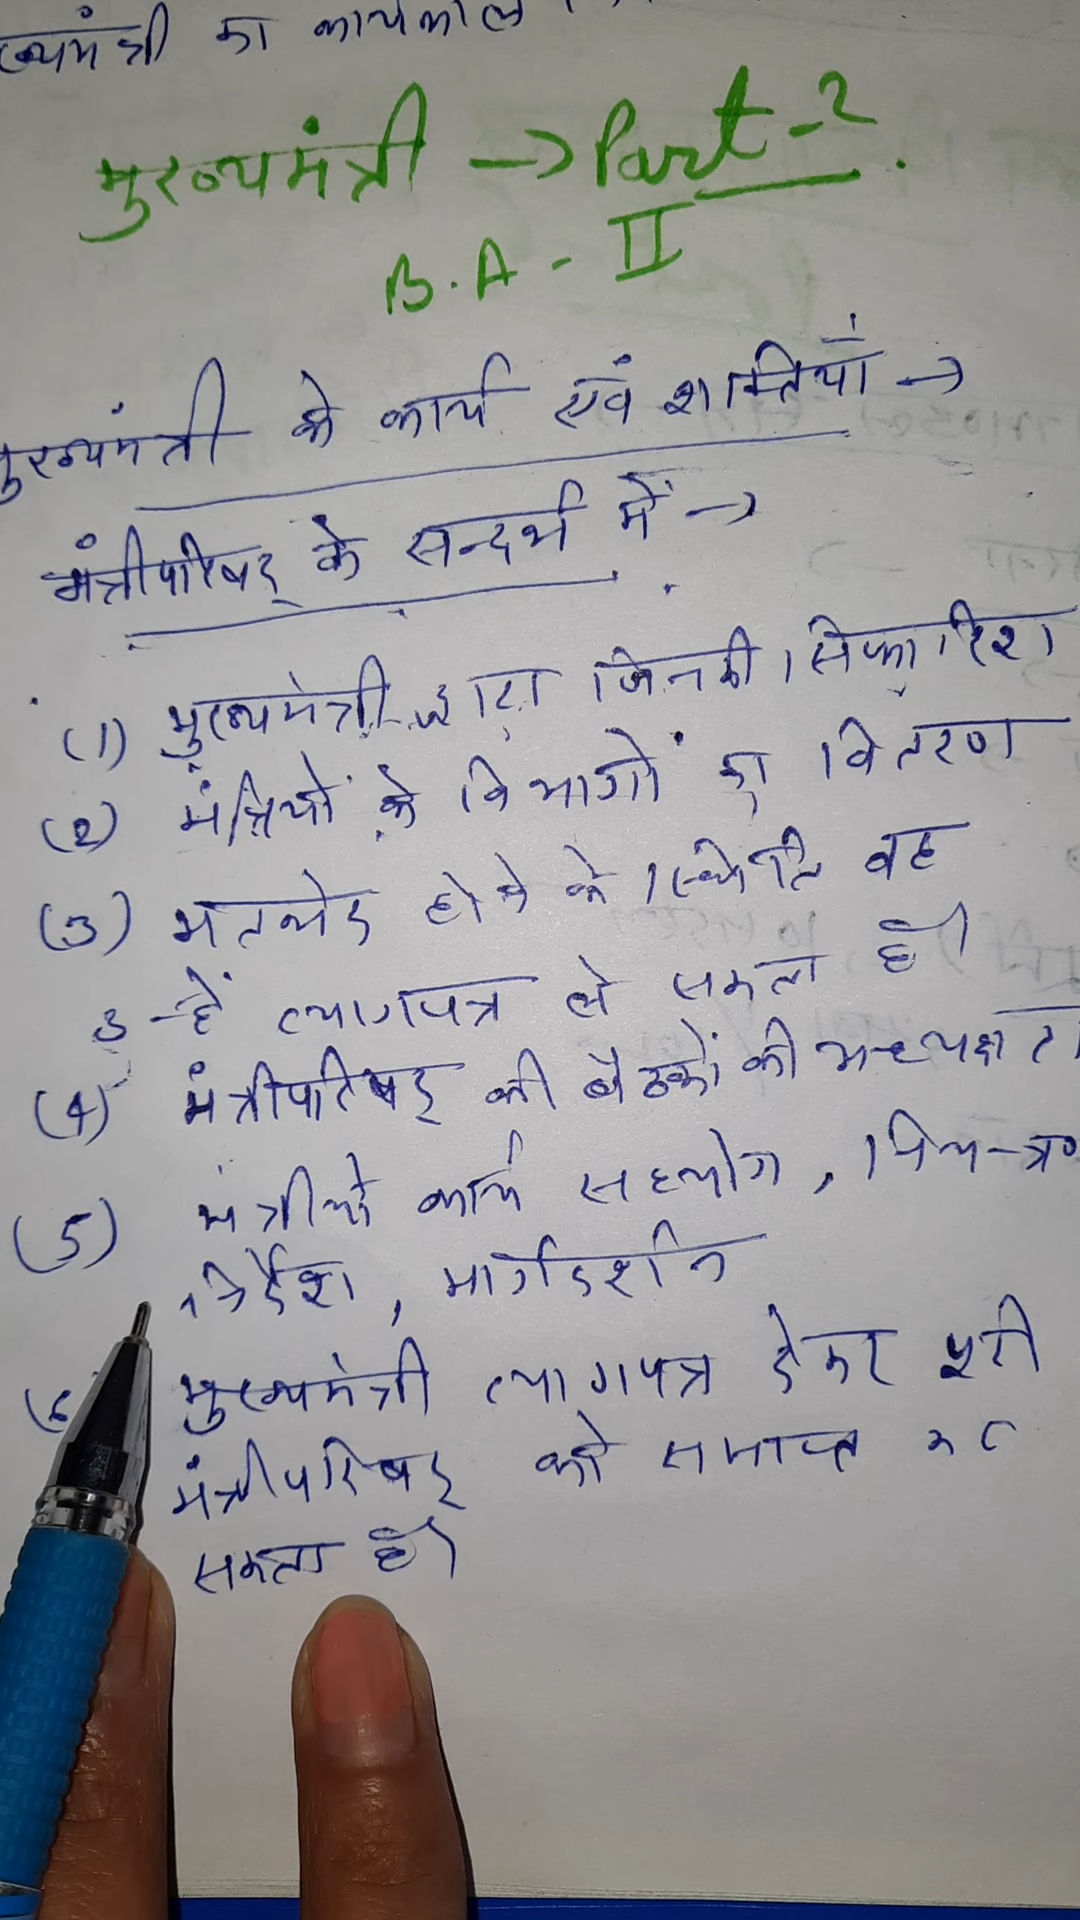 ख्यमंत्री का कार्यकाल
मुख्यमंत्री → Part-2.
B.A - II
मुख्यमंत्री के कार्य एवं शक्तियाँ →
मंत्रीपरिषद् के सन्दर्भ में →
(1) मुख्यमंत्री द्वारा जिनकी सिफारिश
(2) मंत्रियों के विभागों का वितरण
(3) मतभेद होने के स्थिति वह
उन्हें त्यागपत्र ले सकता है।
(4) मंत्रीपरिषद् की बैठकों की अध्यक्षता
(5) मंत्रीयों कार्य सहयोग, नियन्त्रण
निर्देश, मार्गदर्शन
(6 मुख्यमंत्री त्यागपत्र देकर पूरी
मंत्रीपरिषद् को समाप्त कर
सकता है।